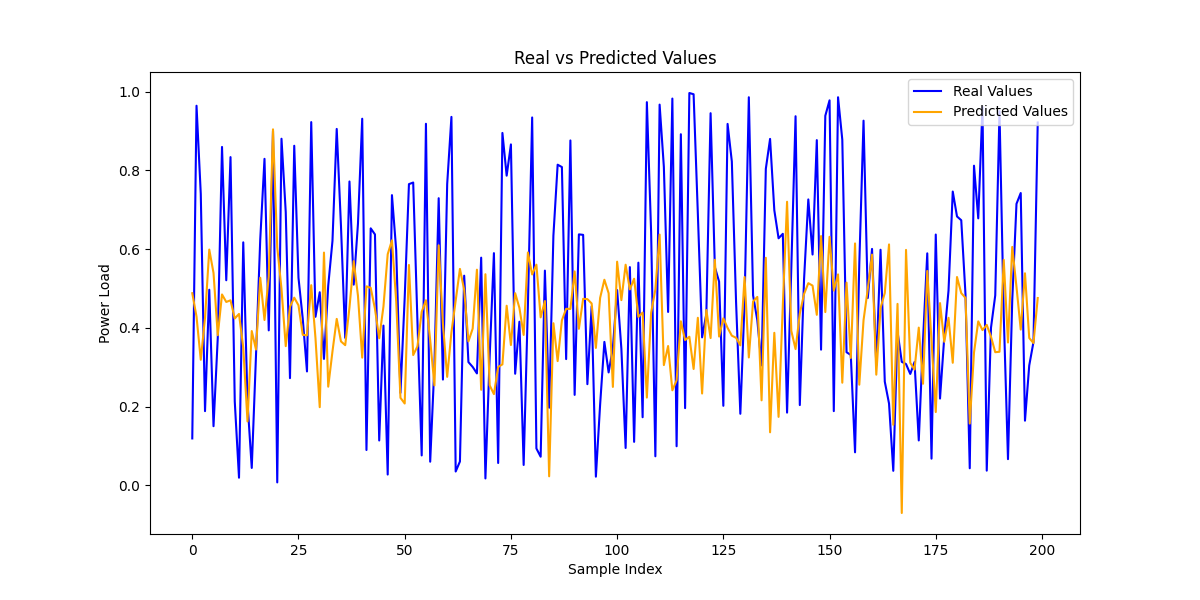 Real vs Predicted Values
Real Values
Predicted Values
Power Load
1.0
0.8
0.6
0.4
0.2
0.0
0 25 50 75 100 125 150 175 200
Sample Index